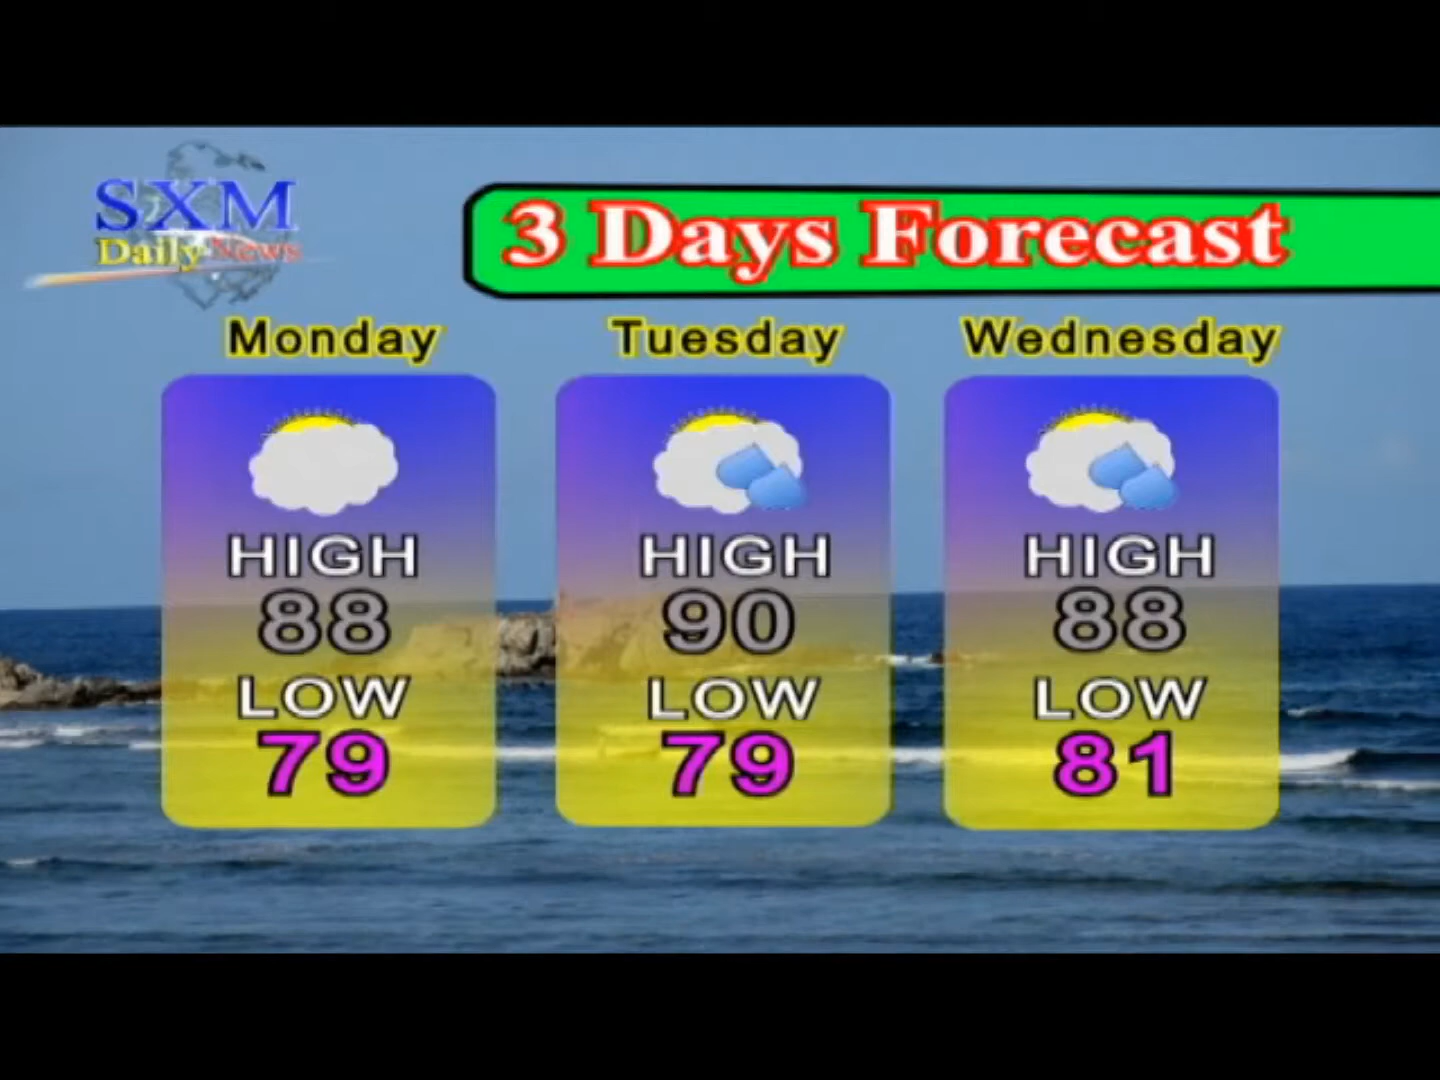 SXM
Daily News
3 Days Forecast
Monday
HIGH
88
LOW
79
Tuesday
HIGH
90
LOW
79
Wednesday
HIGH
88
LOW
81